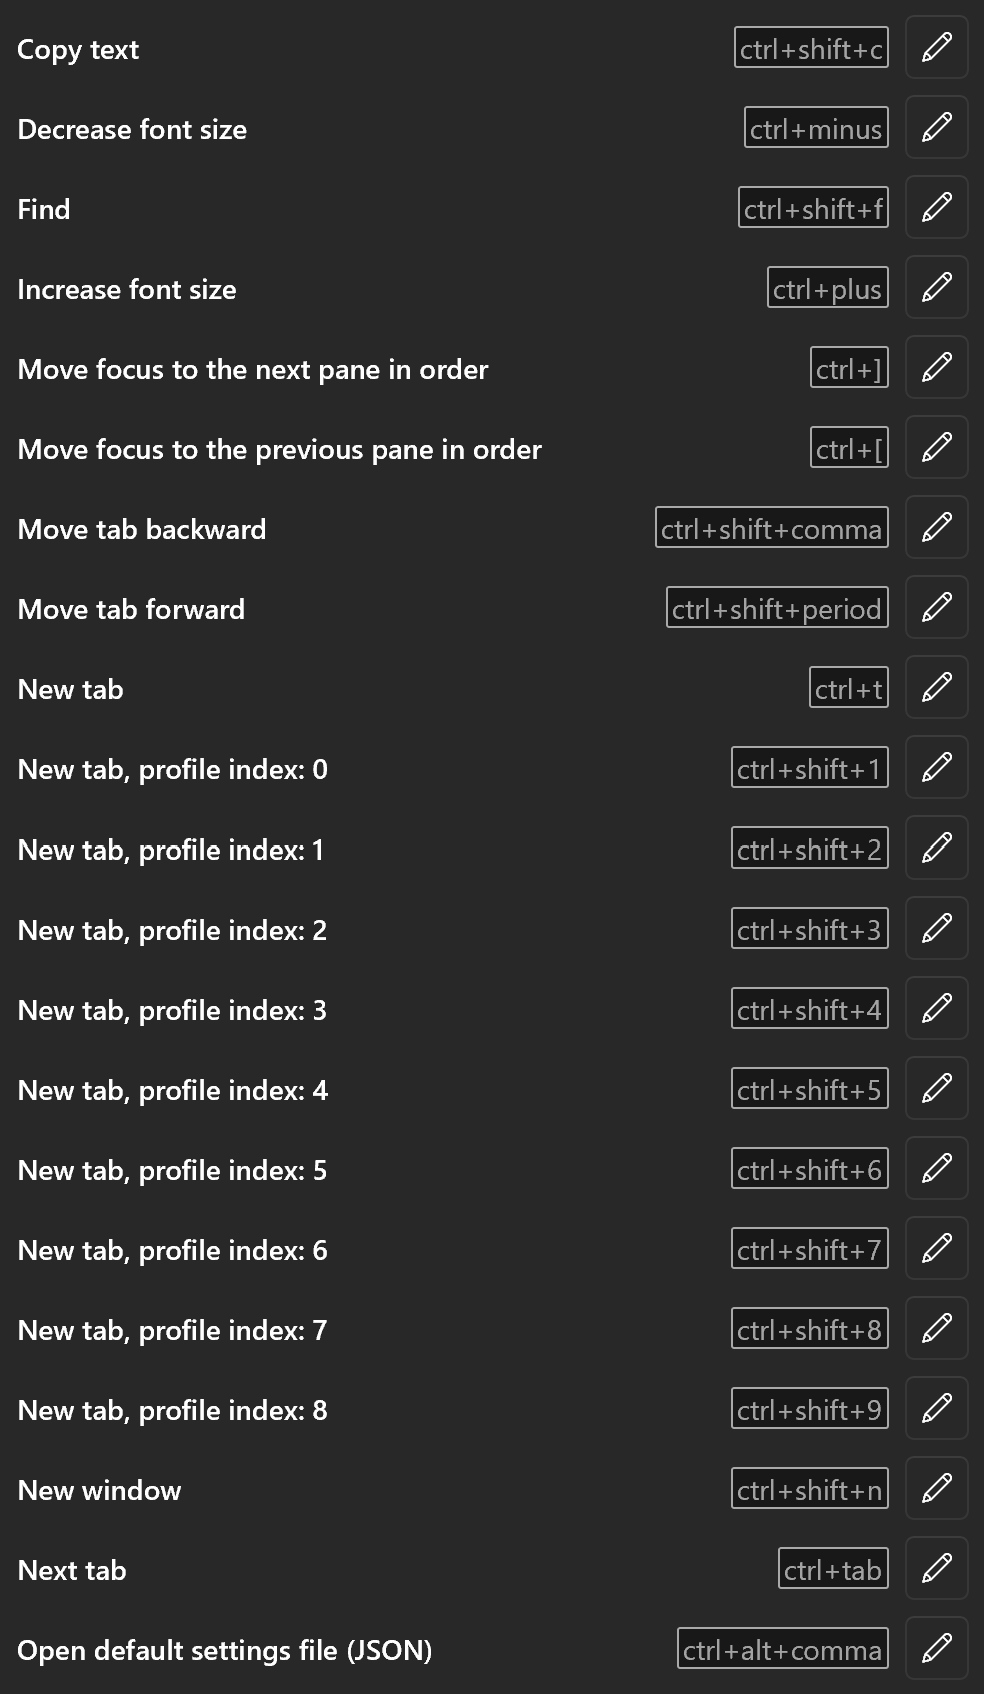 Copy text ctrl+shift+c
Decrease font size ctrl+minus
Find ctrl+shift+f
Increase font size ctrl+plus
Move focus to the next pane in order ctrl+]
Move focus to the previous pane in order ctrl+[
Move tab backward ctrl+shift+comma
Move tab forward ctrl+shift+period
New tab ctrl+t
New tab, profile index: 0 ctrl+shift+1
New tab, profile index: 1 ctrl+shift+2
New tab, profile index: 2 ctrl+shift+3
New tab, profile index: 3 ctrl+shift+4
New tab, profile index: 4 ctrl+shift+5
New tab, profile index: 5 ctrl+shift+6
New tab, profile index: 6 ctrl+shift+7
New tab, profile index: 7 ctrl+shift+8
New tab, profile index: 8 ctrl+shift+9
New window ctrl+shift+n
Next tab ctrl+tab
Open default settings file (JSON) ctrl+alt+comma